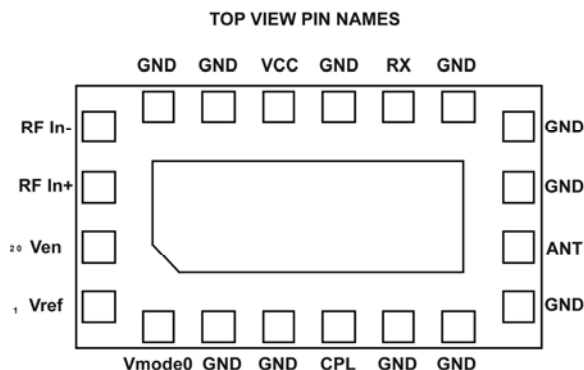 TOP VIEW PIN NAMES
GND GND VCC GND RX GND
RF In- GND
RF In+ GND
20 Ven ANT
1 Vref GND
Vmode0 GND GND CPL GND GND